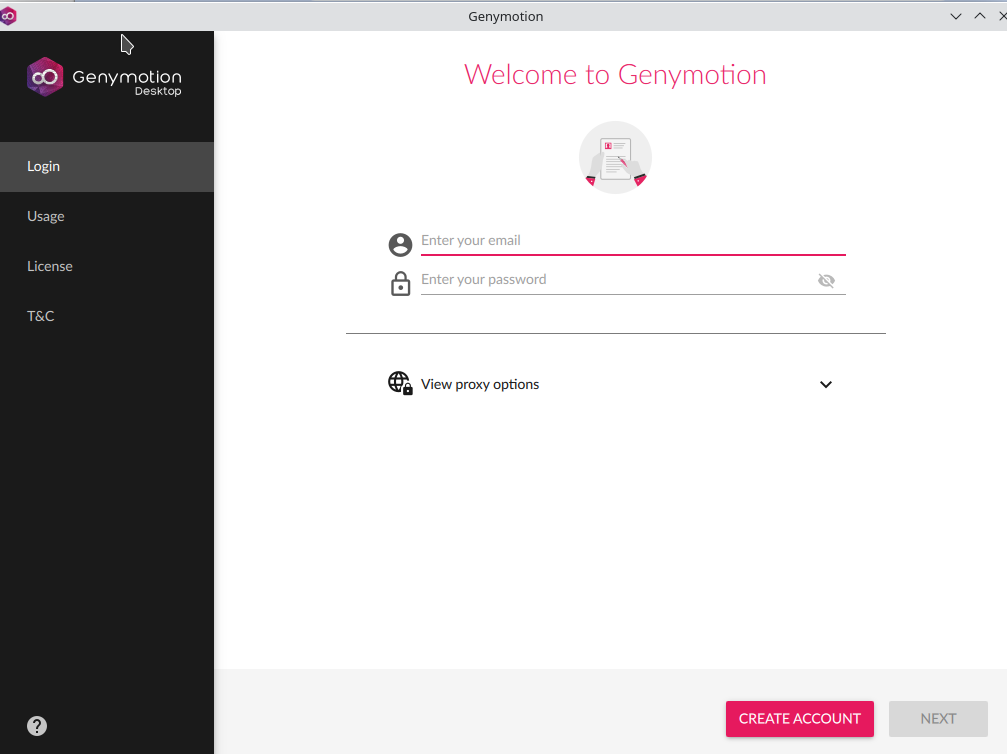 Genymotion
Genymotion
Desktop
Login
Usage
License
T&C
Welcome to Genymotion
Enter your email
Enter your password
View proxy options
CREATE ACCOUNT
NEXT
?